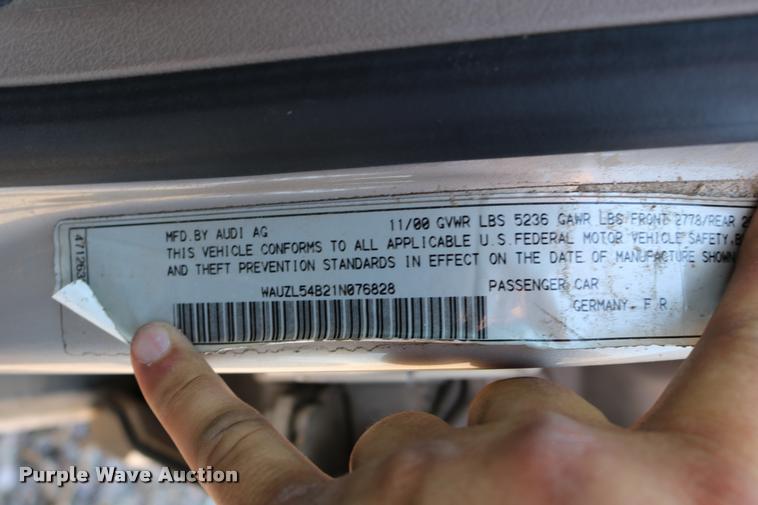 MFD.BY AUDI AG 11/00 GVWR LBS 5236 GAWR LBS FRONT 2778/REAR
THIS VEHICLE CONFORMS TO ALL APPLICABLE U.S.FEDERAL MOTOR VEHICLE SAFETY,
AND THEFT PREVENTION STANDARDS IN EFFECT ON THE DATE OF MANUFACTURE SHOWN
WAUZL54B21N076828 PASSENGER CAR
GERMANY F R
Purple Wave Auction